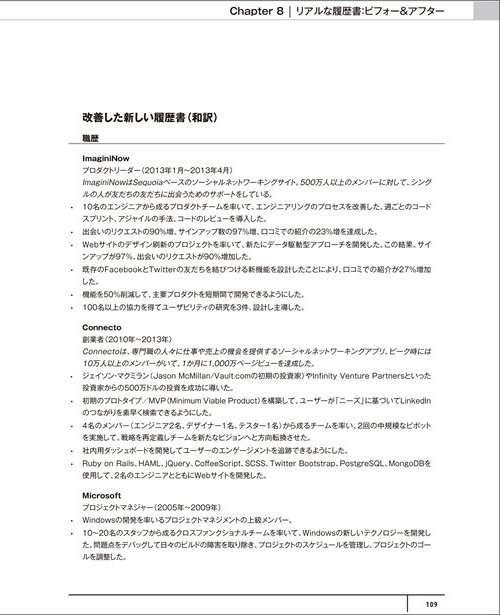 Chapter 8 | リアルな履歴書:ビフォー&アフター
改善した新しい履歴書（和訳）
職歴
ImaginiNow
プロダクトリーダー（2013年1月〜2013年4月）
ImaginiNowはSequoiaベースのソーシャルネットワーキングサイト。500万人以上のメンバーに対して、シング
ルの人が友だちの友だちに出会うためのサポートをしている。
・ 10名のエンジニアから成るプロダクトチームを率いて、エンジニアリングのプロセスを改善した。週ごとのコード
スプリント、アジャイルの手法、コードのレビューを導入した。
・ 出会いのリクエストの90%増、サインアップ数の97%増、口コミでの紹介の23%増を達成した。
・ Webサイトのデザイン刷新のプロジェクトを率いて、新たにデータ駆動型アプローチを開発した。この結果、サイ
ンアップが97%、出会いのリクエストが90%増加した。
・ 既存のFacebookとTwitterの友だちを結びつける新機能を設計したことにより、口コミでの紹介が27%増加
した。
・ 機能を50%削減して、主要プロダクトを短期間で開発できるようにした。
・ 100名以上の協力を得てユーザビリティの研究を3件、設計し主導した。
Connecto
創業者（2010年〜2013年）
Connectoは、専門職の人々に仕事や売上の機会を提供するソーシャルネットワーキングアプリ。ピーク時には
10万人以上のメンバーがいて、1か月に1,000万ページビューを達成した。
・ ジェイソン・マクミラン（Jason McMillan/Vault.comの初期の投資家）やInfinity Venture Partnersといった
投資家からの500万ドルの投資を成功に導いた。
・ 初期のプロトタイプ／MVP（Minimum Viable Product）を構築して、ユーザーが「ニーズ」に基づいてLinkedIn
のつながりを素早く検索できるようにした。
・ 4名のメンバー（エンジニア2名、デザイナー1名、テスター1名）から成るチームを率い、2回の中規模なピボット
を実施して、戦略を再定義しチームを新たなビジョンへと方向転換させた。
・ 社内用ダッシュボードを開発してユーザーのエンゲージメントを追跡できるようにした。
・ Ruby on Rails、HAML、jQuery、CoffeeScript、SCSS、Twitter Bootstrap、PostgreSQL、MongoDBを
使用して、2名のエンジニアとともにWebサイトを開発した。
Microsoft
プロジェクトマネジャー（2005年〜2009年）
・ Windowsの開発を率いるプロジェクトマネジメントの上級メンバー。
・ 10〜20名のスタッフから成るクロスファンクショナルチームを率いて、Windowsの新しいテクノロジーを開発し
た。問題点をデバッグして日々のビルドの障害を取り除き、プロジェクトのスケジュールを管理し、プロジェクトのゴー
ルを調整した。
109